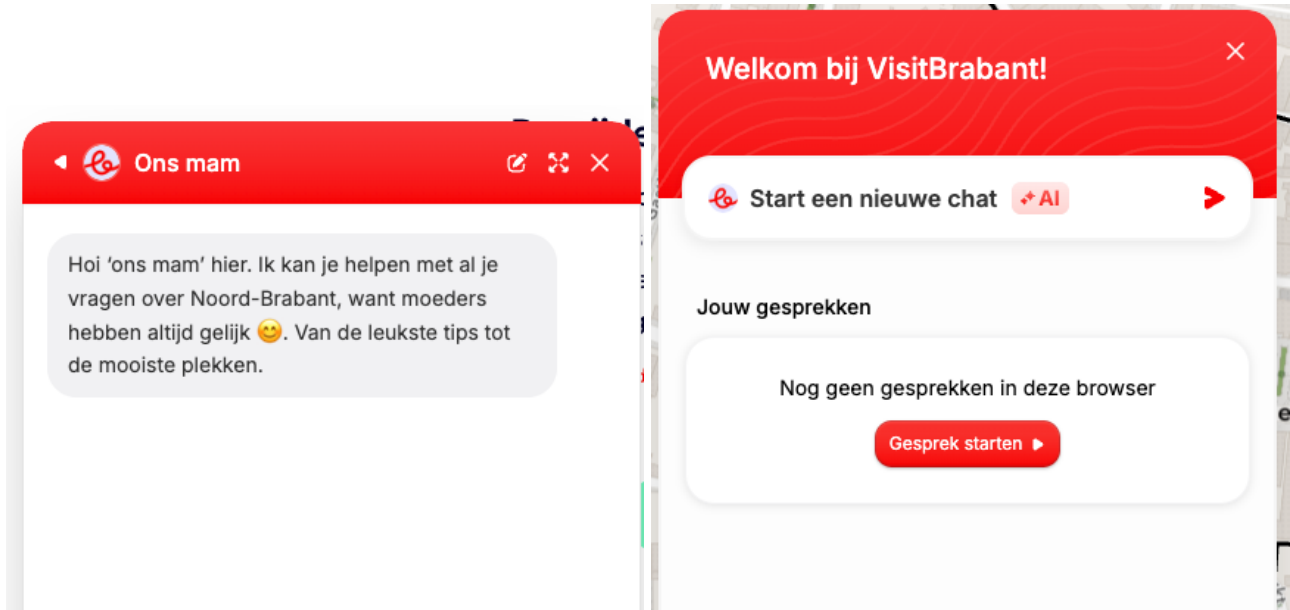 Ons mam
Hoi ‘ons mam’ hier. Ik kan je helpen met al je
vragen over Noord-Brabant, want moeders
hebben altijd gelijk 😊. Van de leukste tips tot
de mooiste plekken.
Welkom bij VisitBrabant!
Start een nieuwe chat AI
Jouw gesprekken
Nog geen gesprekken in deze browser
Gesprek starten